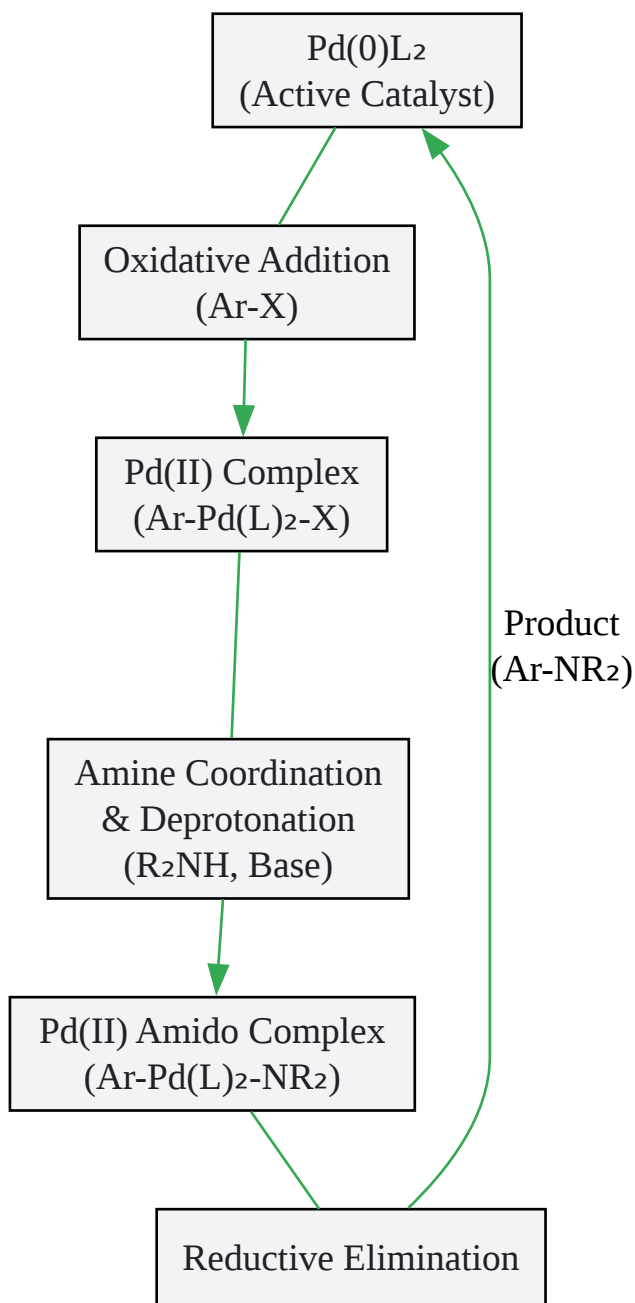 Pd(0)L₂
(Active Catalyst)
Oxidative Addition
(Ar-X)
Pd(II) Complex
(Ar-Pd(L)₂-X)
Product
(Ar-NR₂)
Amine Coordination
& Deprotonation
(R₂NH, Base)
Pd(II) Amido Complex
(Ar-Pd(L)₂-NR₂)
Reductive Elimination